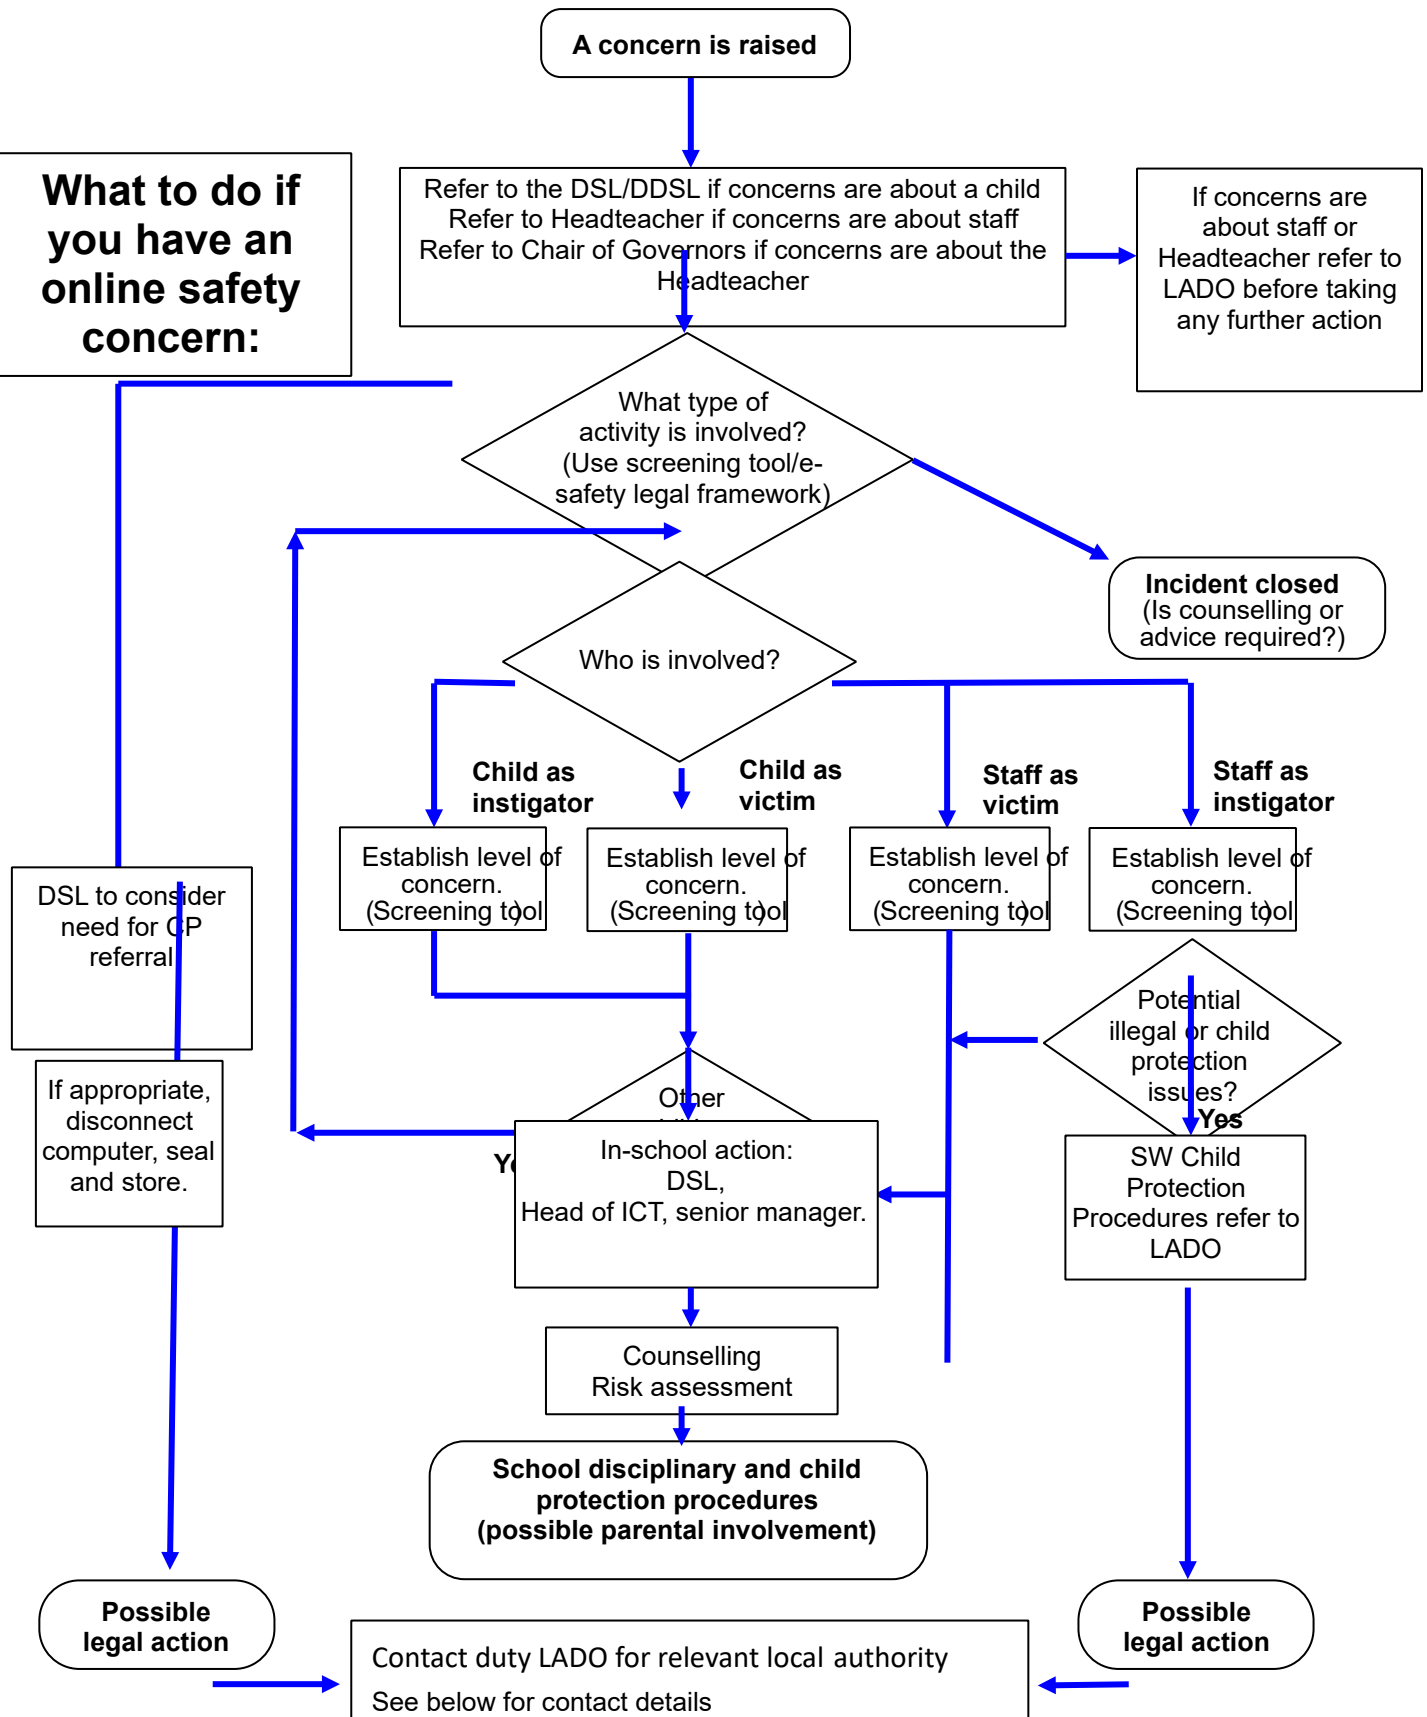 A concern is raised
What to do if
you have an
online safety
concern:
Refer to the DSL/DDSL if concerns are about a child
Refer to Headteacher if concerns are about staff
Refer to Chair of Governors if concerns are about the
Headteacher
If concerns are
about staff or
Headteacher refer to
LADO before taking
any further action
What type of
activity is involved?
(Use screening tool/e-
safety legal framework)
Incident closed
(Is counselling or
advice required?)
Who is involved?
Child as
instigator
Child as
victim
Staff as
victim
Staff as
instigator
Establish level of
concern.
(Screening tool)
Establish level of
concern.
(Screening tool)
Establish level of
concern.
(Screening tool)
Establish level of
concern.
(Screening tool)
DSL to consider
need for CP
referral
If appropriate,
disconnect
computer, seal
and store.
Potential
illegal or child
protection
issues?
Yes
Other
In-school action:
DSL,
Head of ICT, senior manager.
SW Child
Protection
Procedures refer to
LADO
Counselling
Risk assessment
School disciplinary and child
protection procedures
(possible parental involvement)
Possible
legal action
Possible
legal action
Contact duty LADO for relevant local authority
See below for contact details